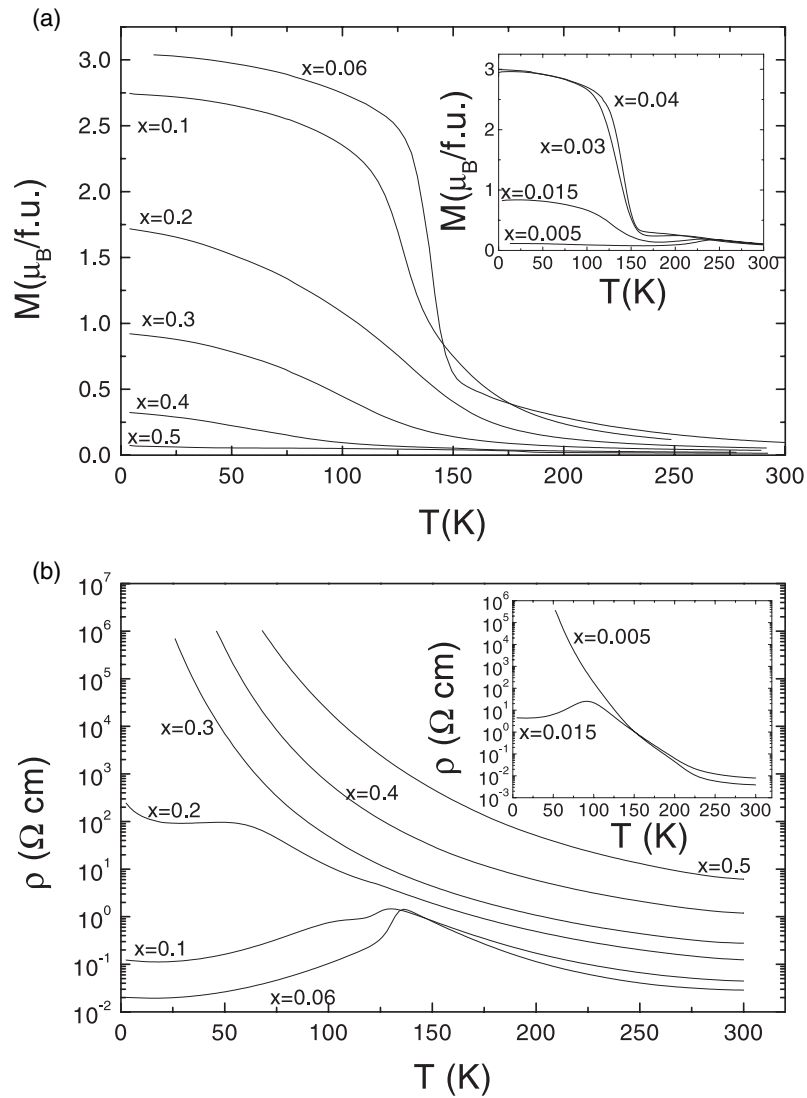 (a)
3.0
2.5
2.0
1.5
1.0
0.5
0.0
M(μB/f.u.)
x=0.06
x=0.1
x=0.2
x=0.3
x=0.4
x=0.5
0 50 100 150 200 250 300
T(K)
3
2
1
0
M(μB/f.u.)
x=0.04
x=0.03
x=0.015
x=0.005
0 50 100 150 200 250 300
T(K)
(b)
10^7
10^6
10^5
10^4
10^3
10^2
10^1
10^0
10^-1
10^-2
ρ (Ω cm)
x=0.3
x=0.2
x=0.4
x=0.5
x=0.1
x=0.06
0 50 100 150 200 250 300
T (K)
10^6
10^5
10^4
10^3
10^2
10^1
10^0
10^-1
10^-2
10^-3
ρ (Ω cm)
x=0.005
x=0.015
0 50 100 150 200 250 300
T (K)